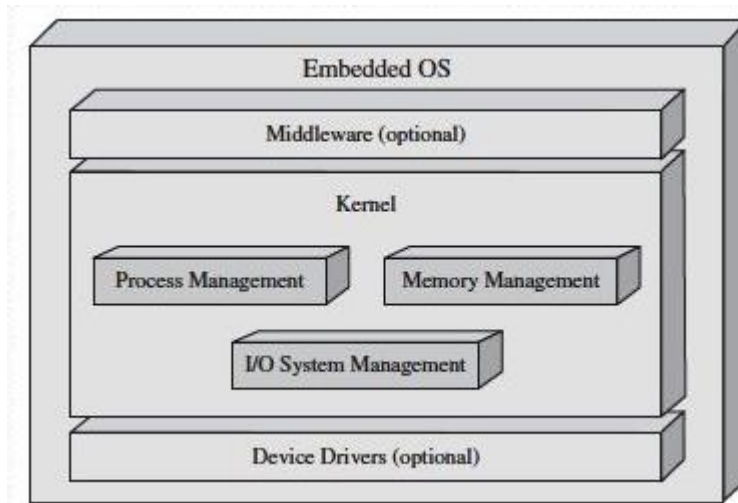 Embedded OS
Middleware (optional)
Kernel
Process Management
Memory Management
I/O System Management
Device Drivers (optional)